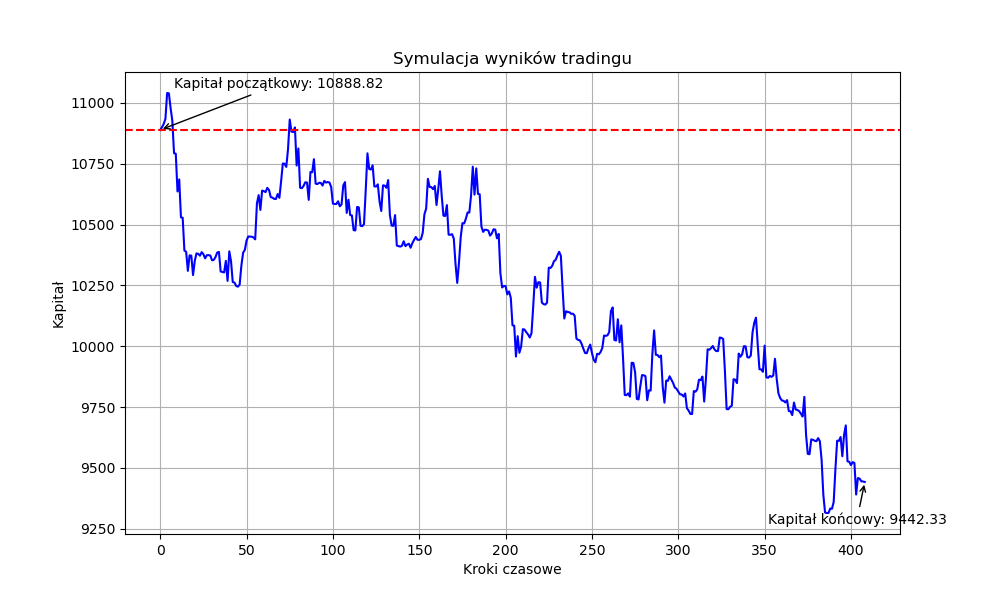 Symulacja wyników tradingu
Kapitał początkowy: 10888.82
11000
10750
10500
10250
10000
9750
9500
9250
Kapitał
Kapitał końcowy: 9442.33
0 50 100 150 200 250 300 350 400
Kroki czasowe